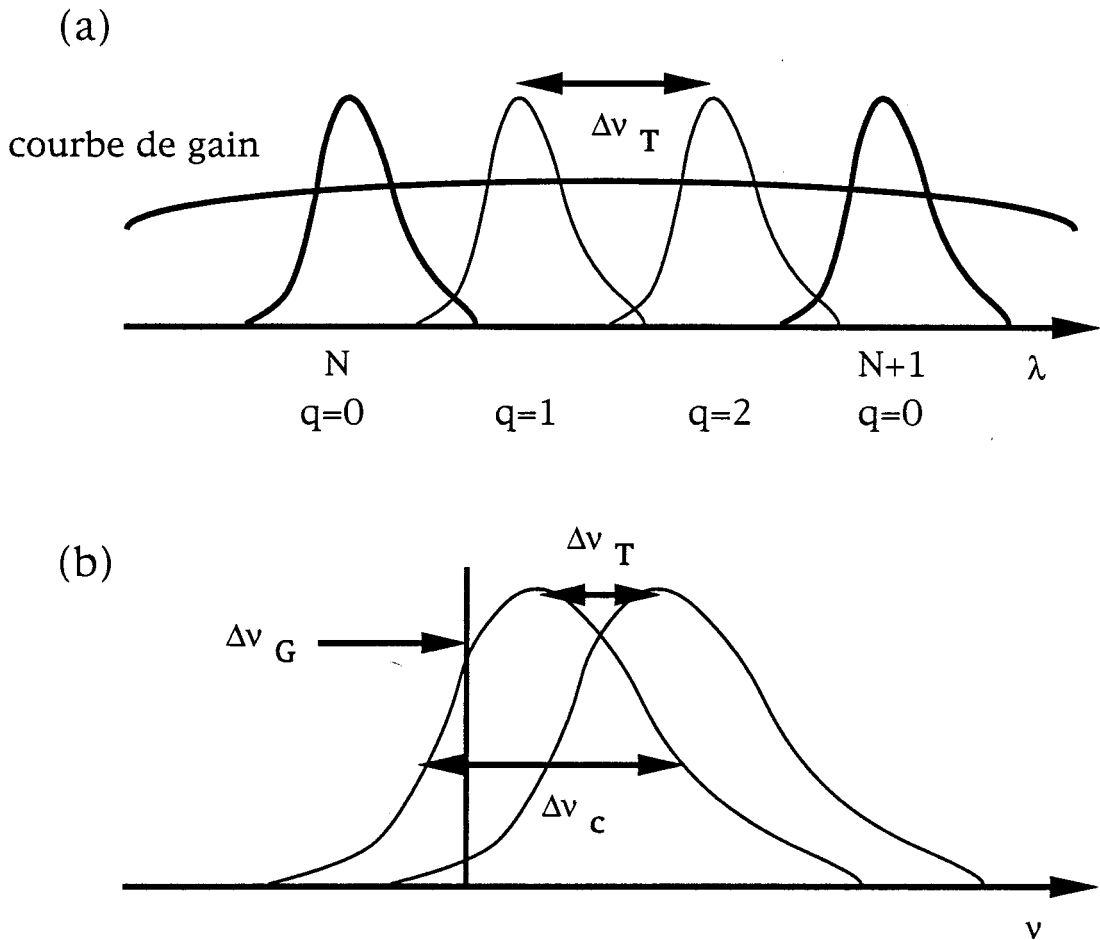 (a)
Δν T
courbe de gain
N N+1 λ
q=0 q=1 q=2 q=0
(b)
Δν T
Δν G
Δν c
ν